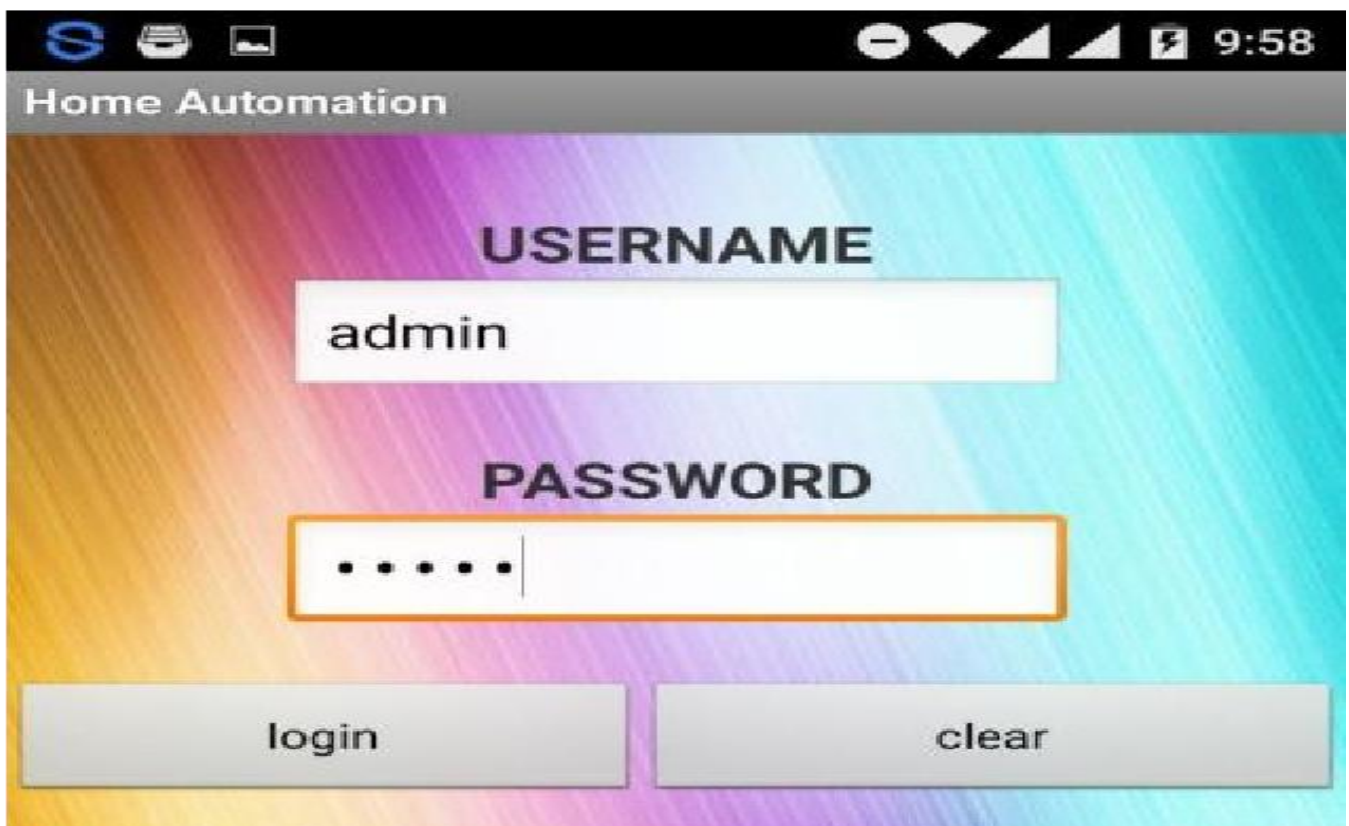 9:58
Home Automation
USERNAME
admin
PASSWORD
•••••
login clear